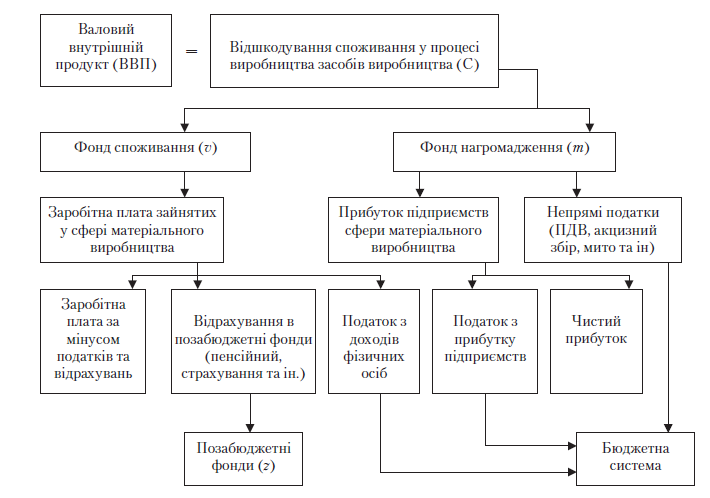 Валовий
внутрішній
продукт (ВВП)
=
Відшкодування споживання у процесі
виробництва засобів виробництва (С)
Фонд споживання (v)
Фонд нагромадження (m)
Заробітна плата зайнятих
у сфері матеріального
виробництва
Прибуток підприємств
сфери матеріального
виробництва
Непрямі податки
(ПДВ, акцизний
збір, мито та ін)
Заробітна
плата за
мінусом
податків та
відрахувань
Відрахування в
позабюджетні фонди
(пенсійний,
страхування та ін.)
Податок з
доходів
фізичних
осіб
Податок з
прибутку
підприємств
Чистий
прибуток
Позабюджетні
фонди (г)
Бюджетна
система